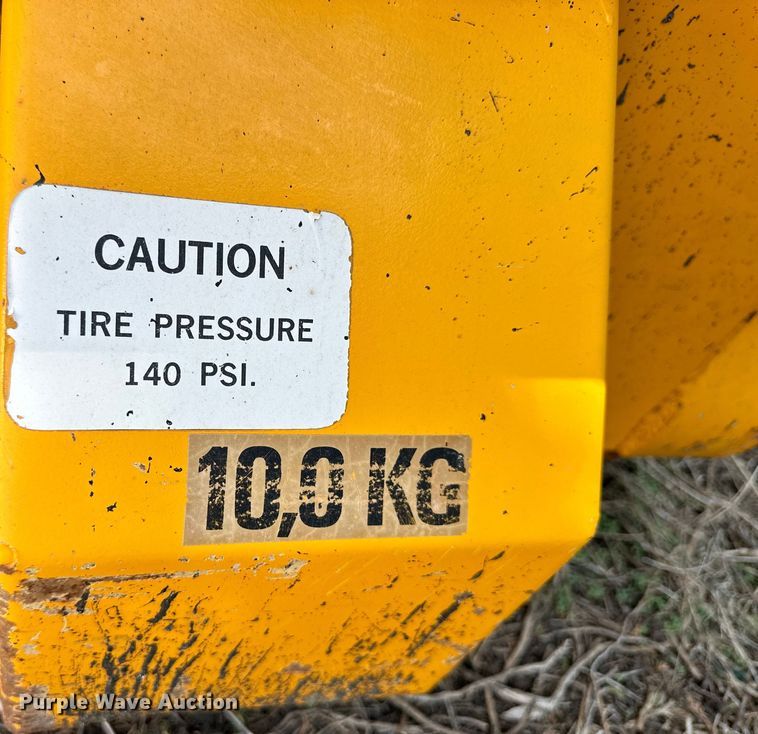 CAUTION
TIRE PRESSURE
140 PSI.
10,0 KG
Purple Wave Auction